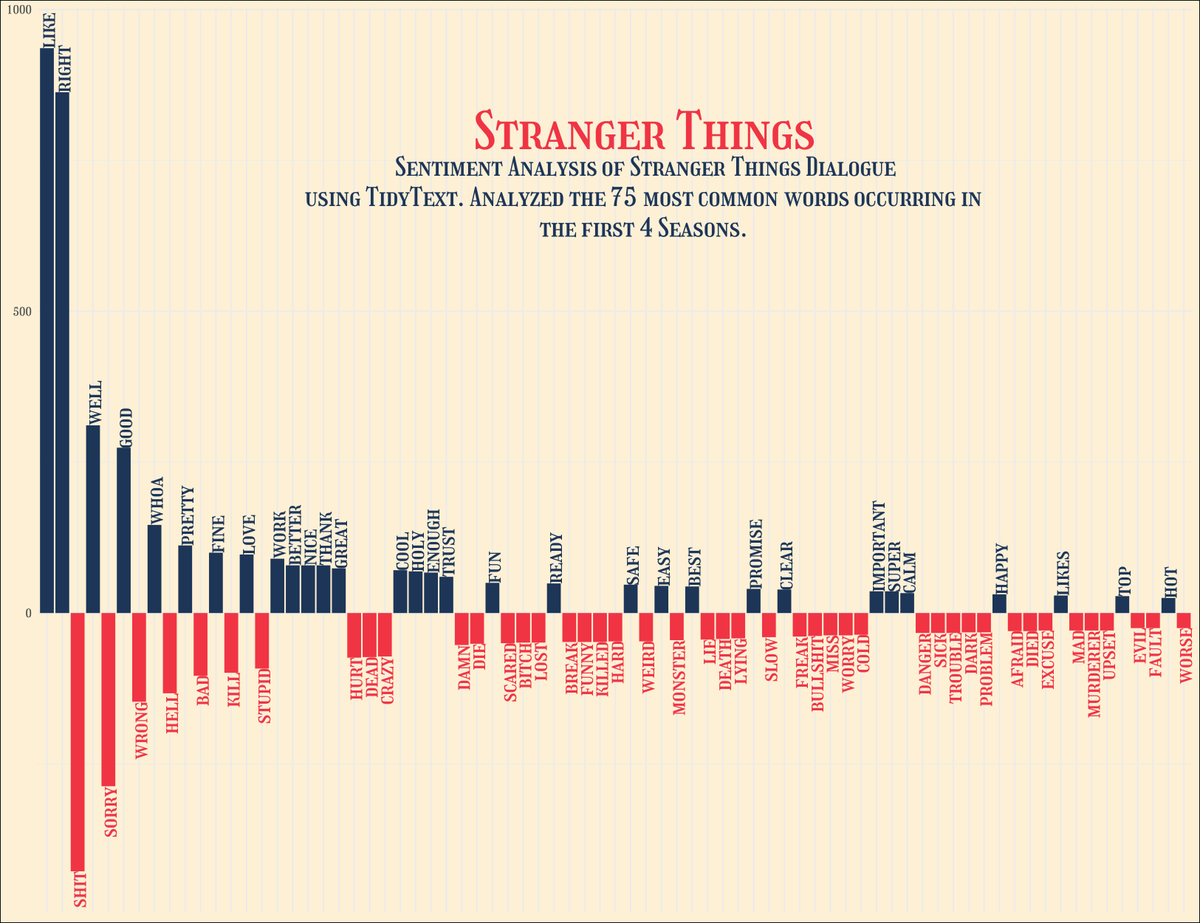 1000
500
0
Stranger Things
Sentiment Analysis of Stranger Things Dialogue
using TidyText. Analyzed the 75 most common words occurring in
the first 4 Seasons.
LIKE
RIGHT
SHIT
WELL
SORRY
GOOD
WRONG
WHOA
HELL
PRETTY
BAD
FINE
KILL
LOVE
STUPID
WORK
BETTER
NICE
THANK
GREAT
HURT
DEAD
CRAZY
COOL
HOLY
ENOUGH
TRUST
DAMN
DIE
FUN
SCARED
BITCH
LOST
READY
BREAK
FUNNY
KILLED
HARD
SAFE
WEIRD
EASY
MONSTER
BEST
LIE
DEATH
LYING
PROMISE
SLOW
CLEAR
FREAK
BULLSHIT
MISS
WORRY
COLD
IMPORTANT
SUPER
CALM
DANGER
SICK
TROUBLE
DARK
PROBLEM
HAPPY
AFRAID
DIED
EXCUSE
LIKES
MAD
MURDERER
UPSET
TOP
EVIL
FAULT
HOT
WORSE